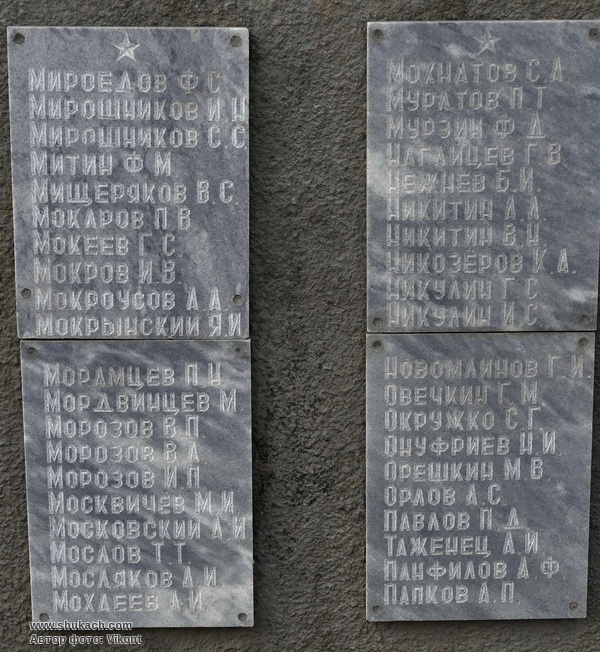 МИРОЕДОВ Ф С
МИРОШНИКОВ И Н
МИРОШНИКОВ С.С.
МИТИН Ф М
МИЩЕРЯКОВ В.С.
МОКАРОВ П.В.
МОКЕЕВ Г.С.
МОКРОВ И.В.
МОКРОУСОВ А.А.
МОКРЫНСКИЙ Я И
МОРАМЦЕВ П.Н
МОРДВИНЦЕВ М.
МОРОЗОВ В.П.
МОРОЗОВ В.А.
МОРОЗОВ И.П.
МОСКВИЧЕВ М.И
МОСКОВСКИЙ А.И
МОСЛОВ Т.Т.
МОСЛЯКОВ А.И.
МОХДЕЕВ А.И
МОХНАТОВ С.А.
МУРАТОВ П Т
МУРЗИН Ф Д
НАГАЙЦЕВ Г.В
НЕЖНЕВ Б.И.
НИКИТИН А.А.
НИКИТИН В.Н.
НИКОЗЕРОВ К.А.
НИКУЛИН Г.С
НИКУЛИН И.С
НОВОМЛИНОВ Г.И.
ОВЕЧКИН Г.М.
ОКРУЖКО С.Г.
ОНУФРИЕВ Н.И.
ОРЕШКИН М.В
ОРЛОВ А.С.
ПАВЛОВ П.Д.
ТАЖЕНЕЦ А.И
ПАНФИЛОВ А Ф
ПАПКОВ А.П
www.shukach.com
Автор фото: Vikont